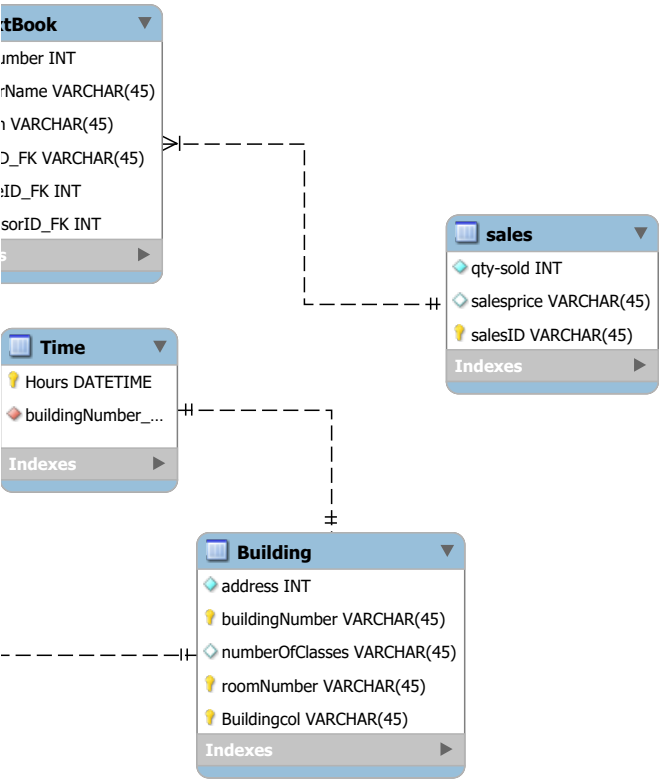 tBook
umber INT
rName VARCHAR(45)
VARCHAR(45)
D_FK VARCHAR(45)
ID_FK INT
sorID_FK INT
s
sales
qty-sold INT
salesprice VARCHAR(45)
salesID VARCHAR(45)
Indexes
Time
Hours DATETIME
buildingNumber_...
Indexes
Building
address INT
buildingNumber VARCHAR(45)
numberOfClasses VARCHAR(45)
roomNumber VARCHAR(45)
Buildingcol VARCHAR(45)
Indexes